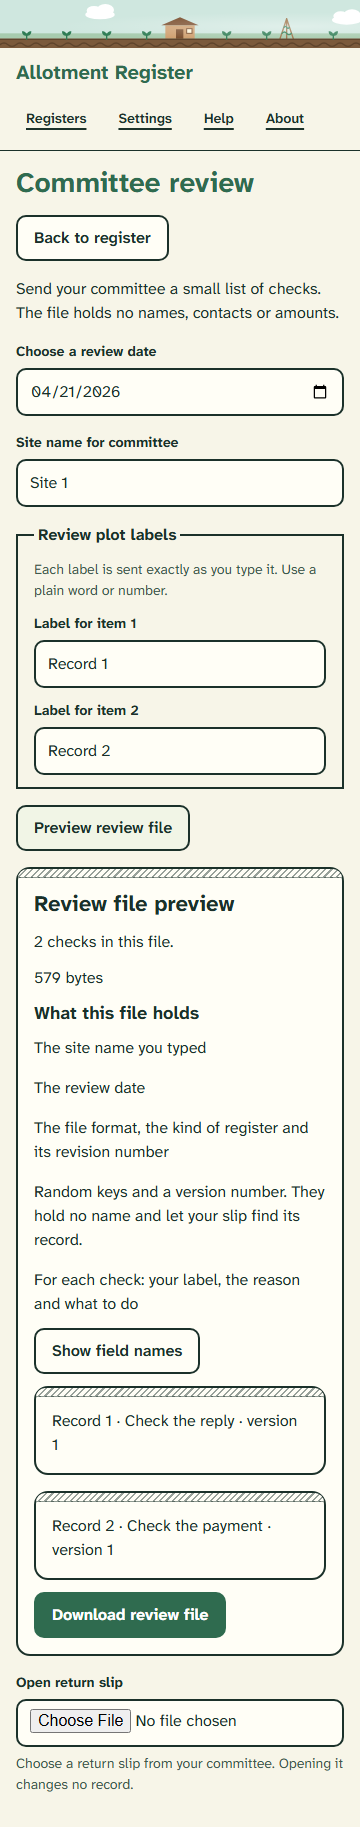 Allotment Register
Registers Settings Help About
Committee review
Back to register
Send your committee a small list of checks.
The file holds no names, contacts or amounts.
Choose a review date
04/21/2026
Site name for committee
Site 1
Review plot labels
Each label is sent exactly as you type it. Use a
plain word or number.
Label for item 1
Record 1
Label for item 2
Record 2
Preview review file
Review file preview
2 checks in this file.
579 bytes
What this file holds
The site name you typed
The review date
The file format, the kind of register and
its revision number
Random keys and a version number. They
hold no name and let your slip find its
record.
For each check: your label, the reason
and what to do
Show field names
Record 1 · Check the reply · version
1
Record 2 · Check the payment ·
version 1
Download review file
Open return slip
Choose File No file chosen
Choose a return slip from your committee. Opening it
changes no record.